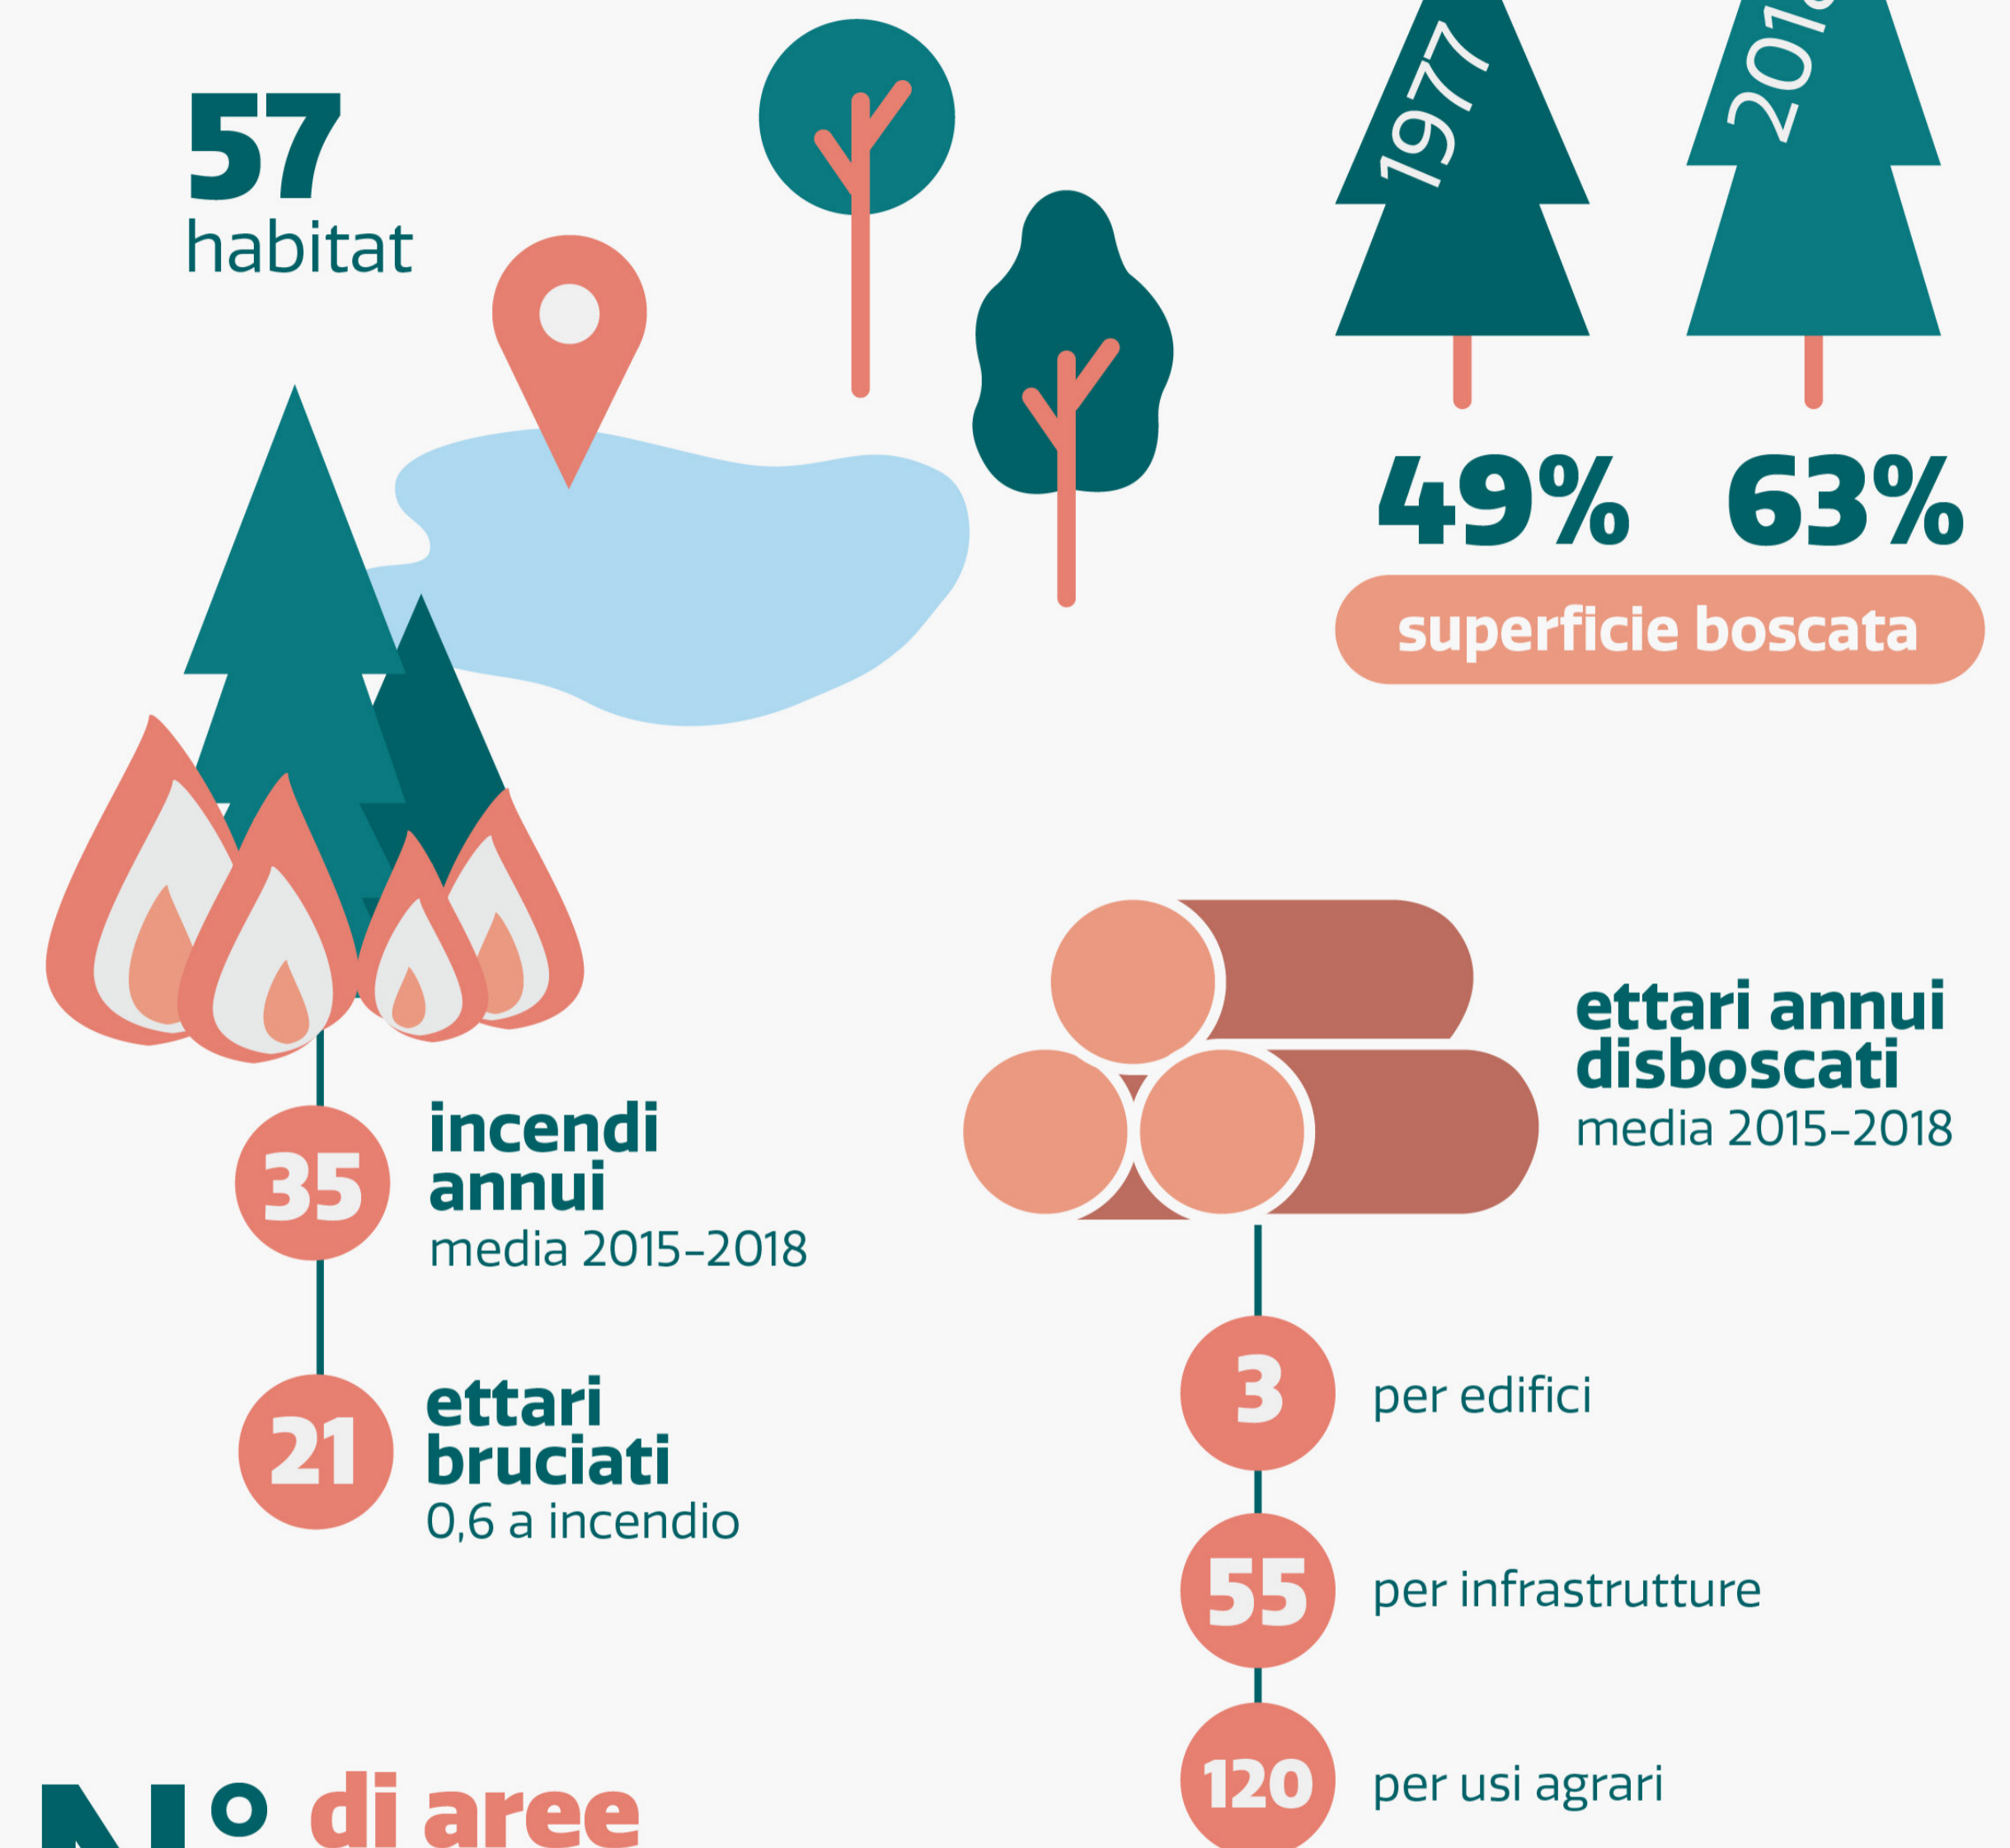 57
habitat
1977
49% 63%
superficie boscata
35
incendi
annui
media 2015-2018
21
ettari
bruciati
0,6 a incendio
ettari annui
disboscati
media 2015-2018
3 per edifici
55 per infrastrutture
120 per usi agrari
N° di aree